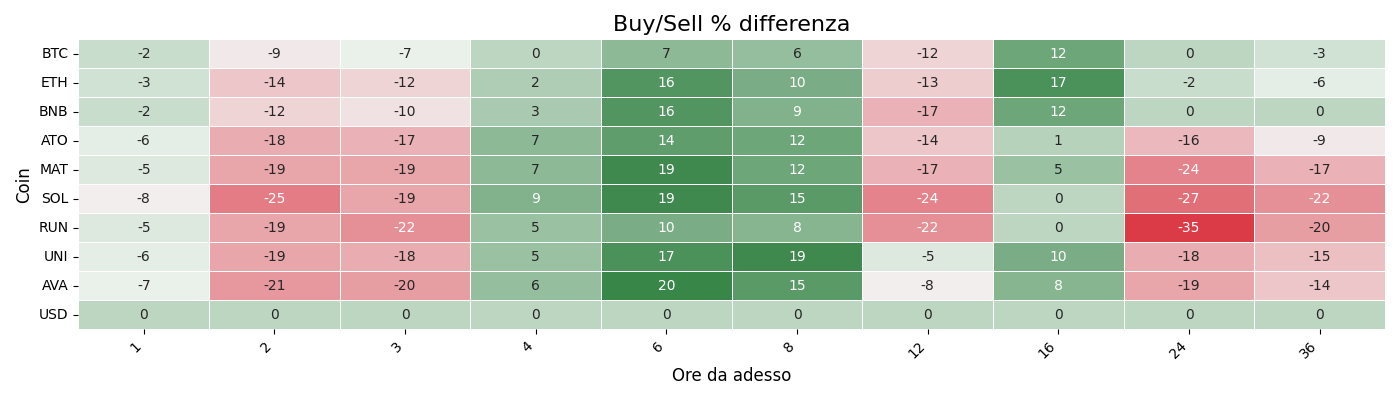 Buy/Sell % differenza
Coin
BTC -2 -9 -7 0 7 6 -12 12 0 -3
ETH -3 -14 -12 2 16 10 -13 17 -2 -6
BNB -2 -12 -10 3 16 9 -17 12 0 0
ATO -6 -18 -17 7 14 12 -14 1 -16 -9
MAT -5 -19 -19 7 19 12 -17 5 -24 -17
SOL -8 -25 -19 9 19 15 -24 0 -27 -22
RUN -5 -19 -22 5 10 8 -22 0 -35 -20
UNI -6 -19 -18 5 17 19 -5 10 -18 -15
AVA -7 -21 -20 6 20 15 -8 8 -19 -14
USD 0 0 0 0 0 0 0 0 0 0
1 2 3 4 6 8 12 16 24 36
Ore da adesso